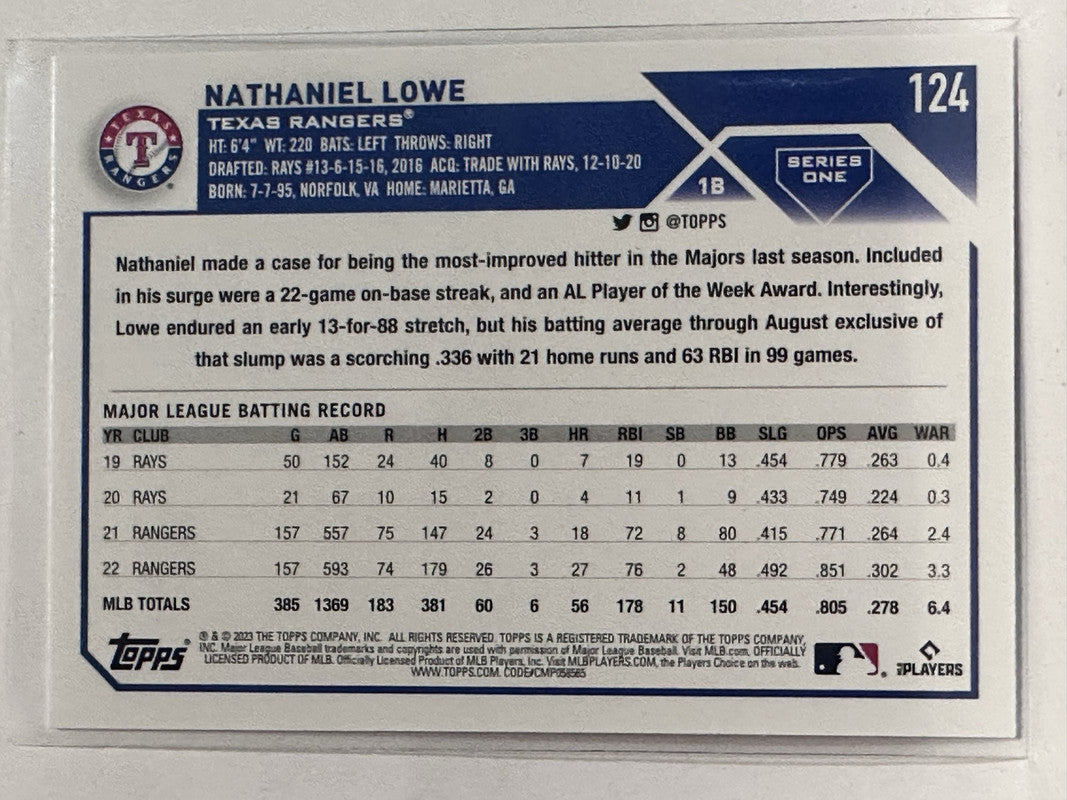 NATHANIEL LOWE
124
TEXAS RANGERS®
HT: 6'4" WT: 220 BATS: LEFT THROWS: RIGHT
DRAFTED: RAYS #13-6-15-16, 2016 ACQ: TRADE WITH RAYS, 12-10-20
BORN: 7-7-95, NORFOLK, VA HOME: MARIETTA, GA
TEXAS
T
RANGERS
1B
SERIES
ONE
@TOPPS
Nathaniel made a case for being the most-improved hitter in the Majors last season. Included
in his surge were a 22-game on-base streak, and an AL Player of the Week Award. Interestingly,
Lowe endured an early 13-for-88 stretch, but his batting average through August exclusive of
that slump was a scorching .336 with 21 home runs and 63 RBI in 99 games.
MAJOR LEAGUE BATTING RECORD
YR CLUB G AB R H 2B 3B HR RBI SB BB SLG OPS AVG WAR
19 RAYS 50 152 24 40 8 0 7 19 0 13 .454 .779 .263 0.4
20 RAYS 21 67 10 15 2 0 4 11 1 9 .433 .749 .224 0.3
21 RANGERS 157 557 75 147 24 3 18 72 8 80 .415 .771 .264 2.4
22 RANGERS 157 593 74 179 26 3 27 76 2 48 .492 .851 .302 3.3
MLB TOTALS 385 1369 183 381 60 6 56 178 11 150 .454 .805 .278 6.4
Topps®
® & © 2023 THE TOPPS COMPANY, INC. ALL RIGHTS RESERVED. TOPPS IS A REGISTERED TRADEMARK OF THE TOPPS COMPANY,
INC. Major League Baseball trademarks and copyrights are used with permission of Major League Baseball. Visit MLB.com. OFFICIALLY
LICENSED PRODUCT OF MLB. Officially Licensed Product of MLB Players, Inc. Visit MLBPLAYERS.COM, the Players Choice on the web.
WWW.TOPPS.COM. CODE#CMP058585
MLB PLAYERS